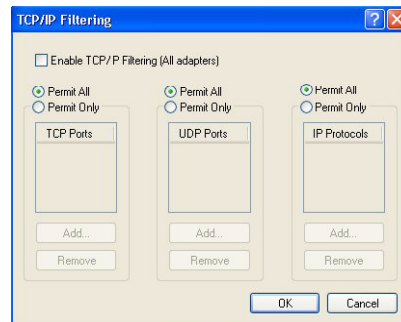 TCP/IP Filtering
Enable TCP/IP Filtering (All adapters)
Permit All
Permit Only
TCP Ports
Add...
Remove
Permit All
Permit Only
UDP Ports
Add...
Remove
Permit All
Permit Only
IP Protocols
Add...
Remove
OK
Cancel